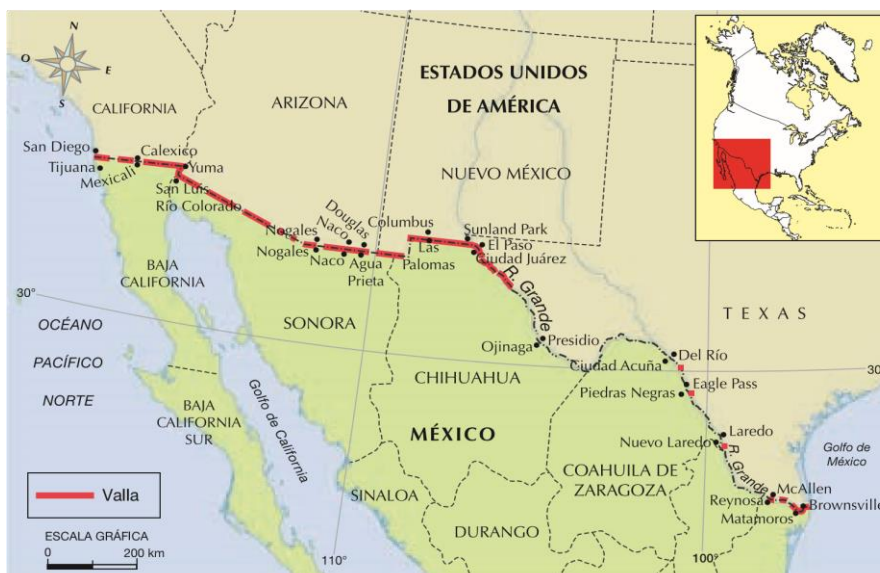 N
O
E
S
ESTADOS UNIDOS
DE AMÉRICA
CALIFORNIA
ARIZONA
NUEVO MÉXICO
TEXAS
San Diego
Tijuana
Calexico
Mexicali
Yuma
San Luis
Río Colorado
Nogales
Nogales
Naco
Naco
Douglas
Agua
Prieta
Columbus
Las
Palomas
Sunland Park
El Paso
Ciudad Juárez
R. Grande
Presidio
Ojinaga
Ciudad Acuña
Del Río
Piedras Negras
Eagle Pass
Laredo
Nuevo Laredo
R. Grande
McAllen
Reynosa
Brownsville
Matamoros
BAJA
CALIFORNIA
SONORA
CHIHUAHUA
MÉXICO
COAHUILA DE
ZARAGOZA
BAJA
CALIFORNIA
SUR
SINALOA
DURANGO
OCÉANO
PACÍFICO
NORTE
Golfo de California
Golfo de
México
30°
30
110°
100°
Valla
ESCALA GRÁFICA
0 200 km